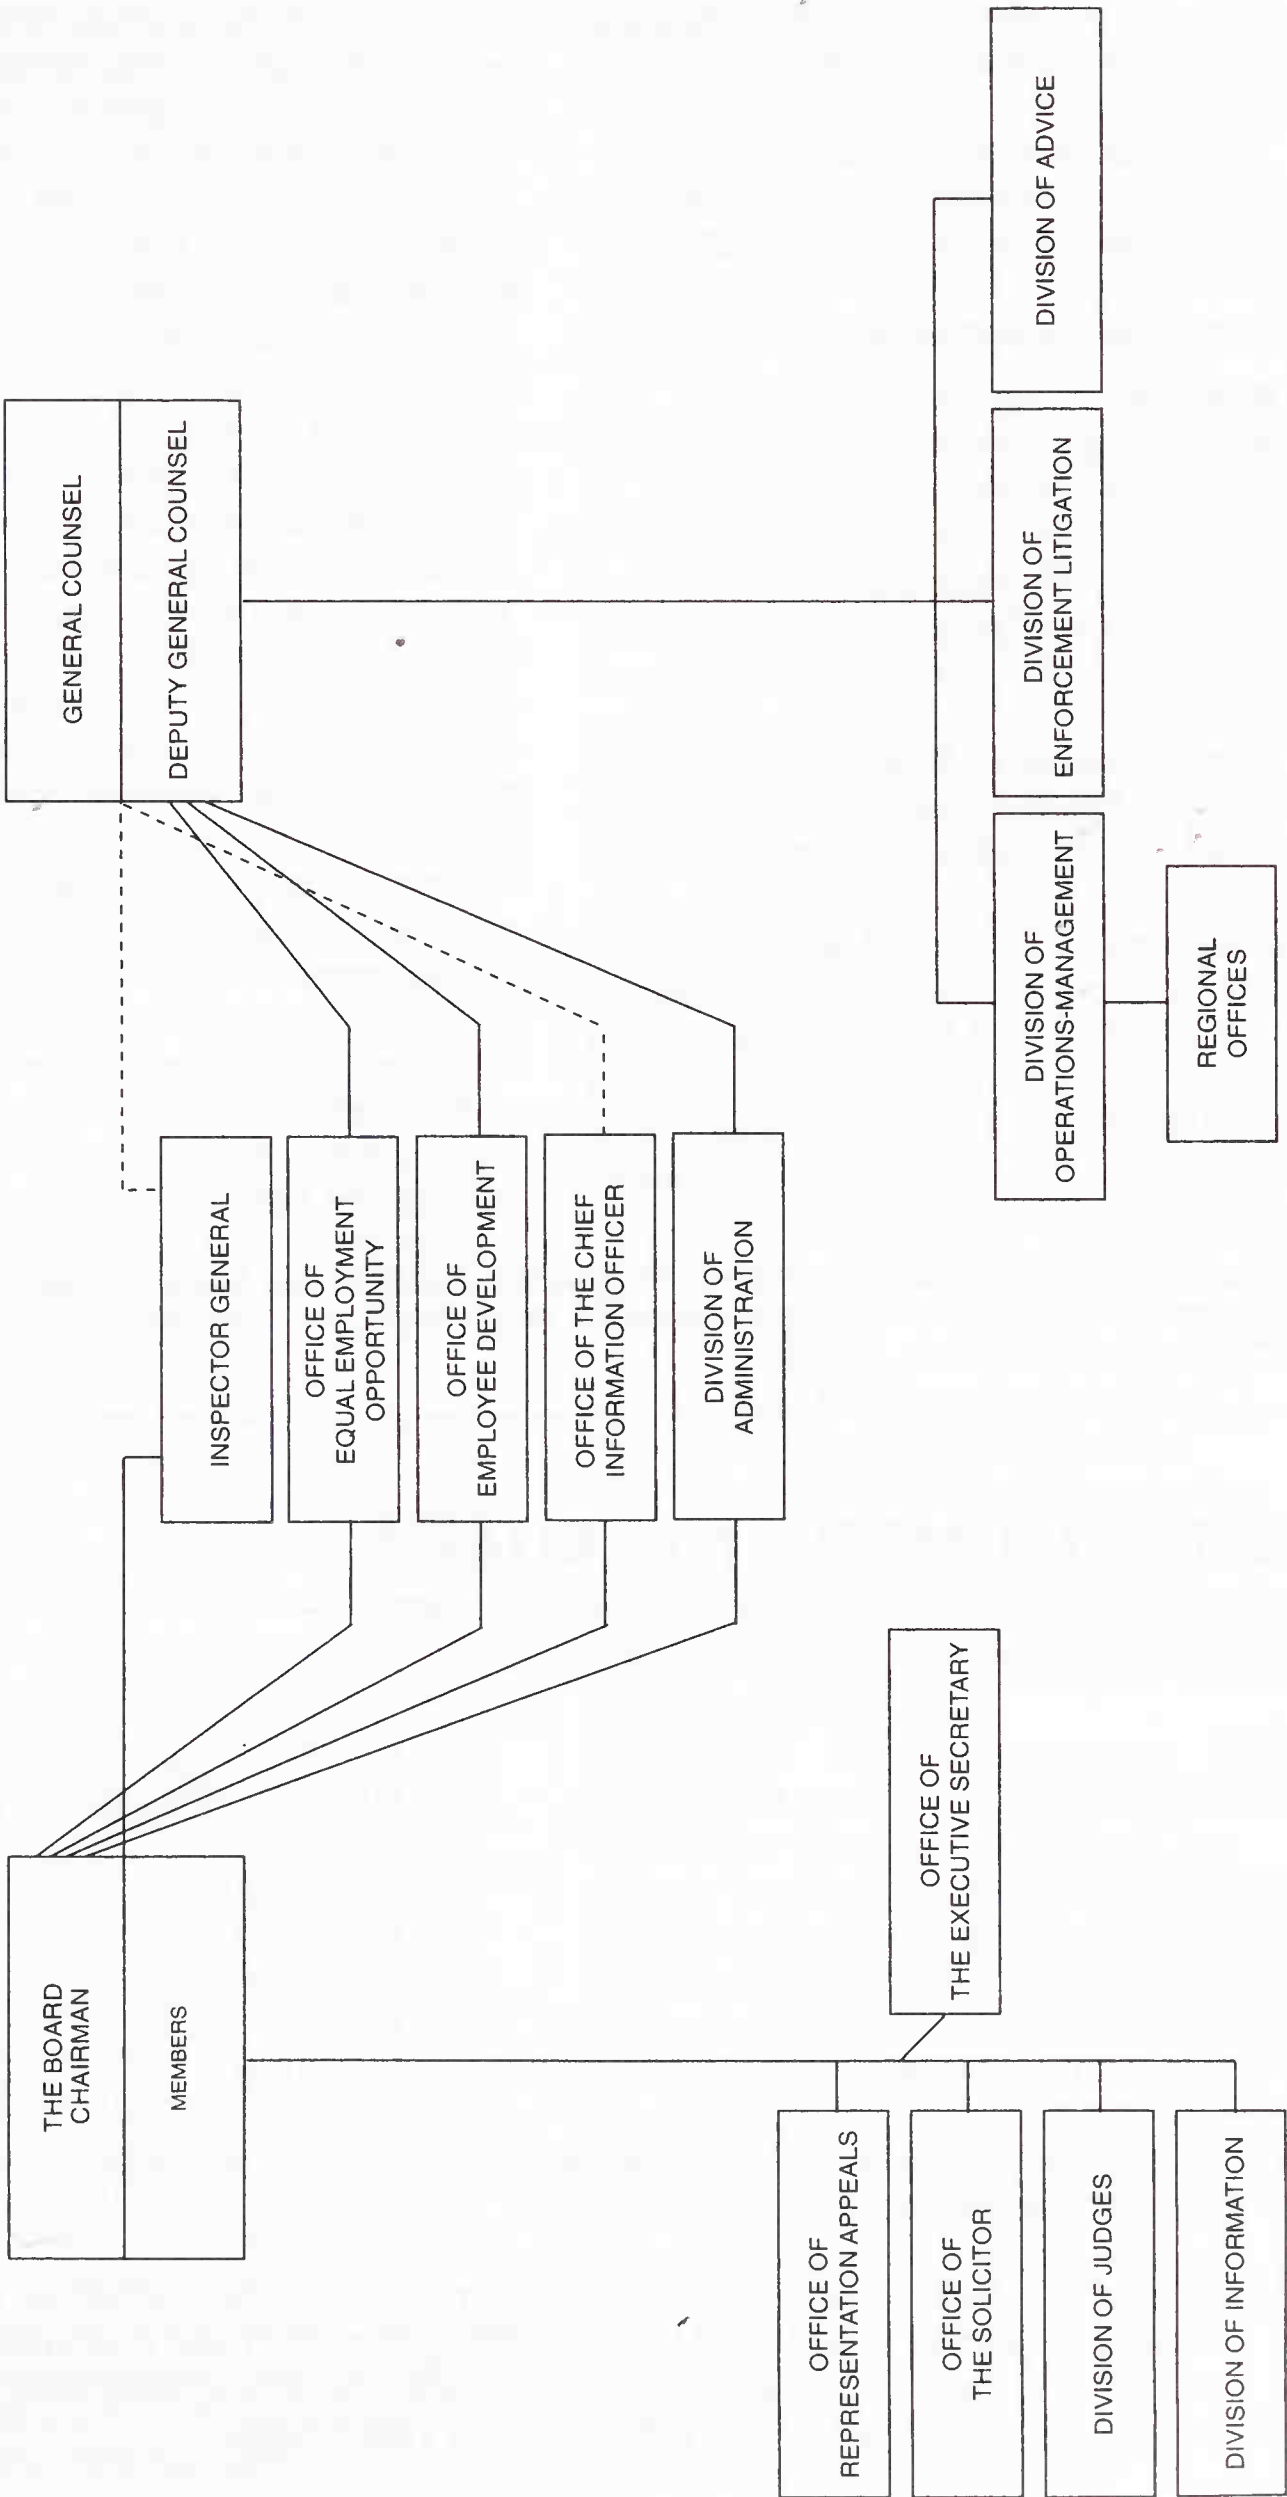 THE BOARD
CHAIRMAN
MEMBERS
GENERAL COUNSEL
DEPUTY GENERAL COUNSEL
INSPECTOR GENERAL
OFFICE OF
EQUAL EMPLOYMENT
OPPORTUNITY
OFFICE OF
EMPLOYEE DEVELOPMENT
OFFICE OF THE CHIEF
INFORMATION OFFICER
DIVISION OF
ADMINISTRATION
OFFICE OF
REPRESENTATION APPEALS
OFFICE OF
THE EXECUTIVE SECRETARY
OFFICE OF
THE SOLICITOR
DIVISION OF JUDGES
DIVISION OF INFORMATION
DIVISION OF
OPERATIONS-MANAGEMENT
DIVISION OF
ENFORCEMENT LITIGATION
DIVISION OF ADVICE
REGIONAL
OFFICES